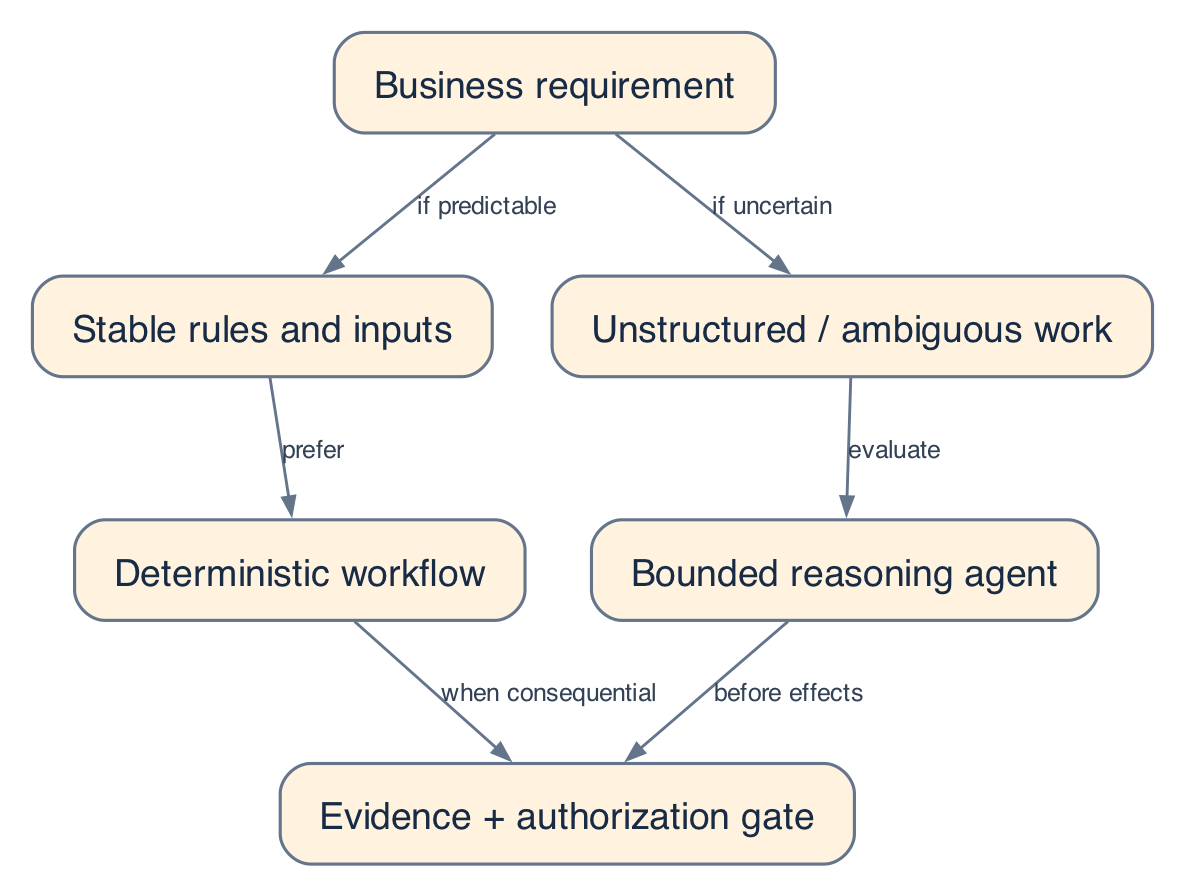 Business requirement
if predictable
if uncertain
Stable rules and inputs
Unstructured / ambiguous work
prefer
evaluate
Deterministic workflow
Bounded reasoning agent
when consequential
before effects
Evidence + authorization gate